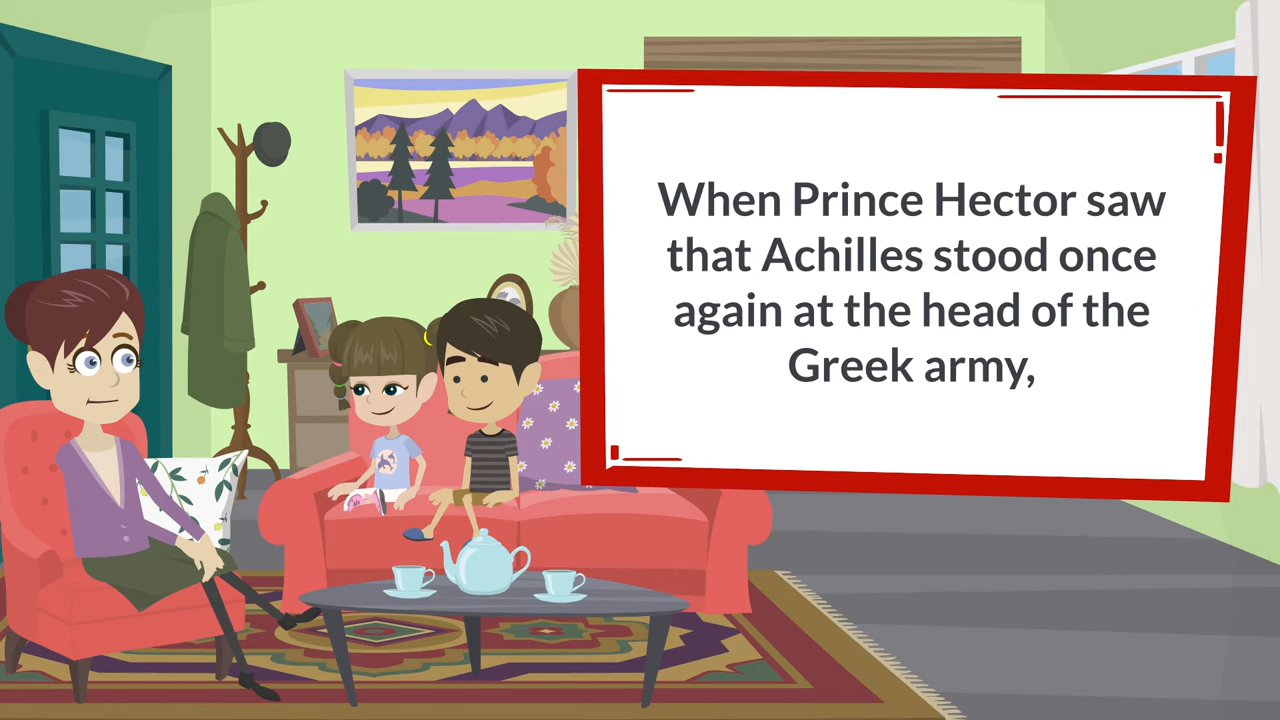 When Prince Hector saw
that Achilles stood once
again at the head of the
Greek army,